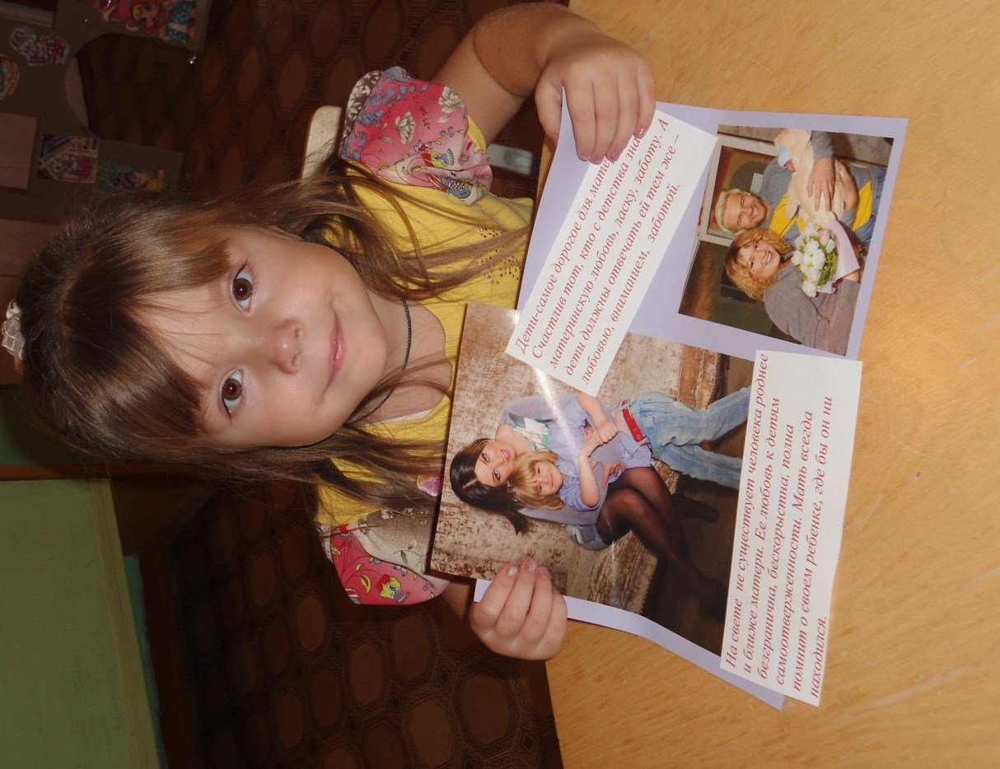 Дети-самое дорогое для матер
Счастлив тот, кто с детства зна
материнскую любовь, ласку, заботу. А
дети должны отвечать ей тем же –
любовью, вниманием, заботой.
На свете не существует человека роднее
и ближе матери. Ее любовь к детям
безгранична, бескорыстна, полна
самоотверженности. Мать всегда
помнит о своем ребенке, где бы он ни
находился.